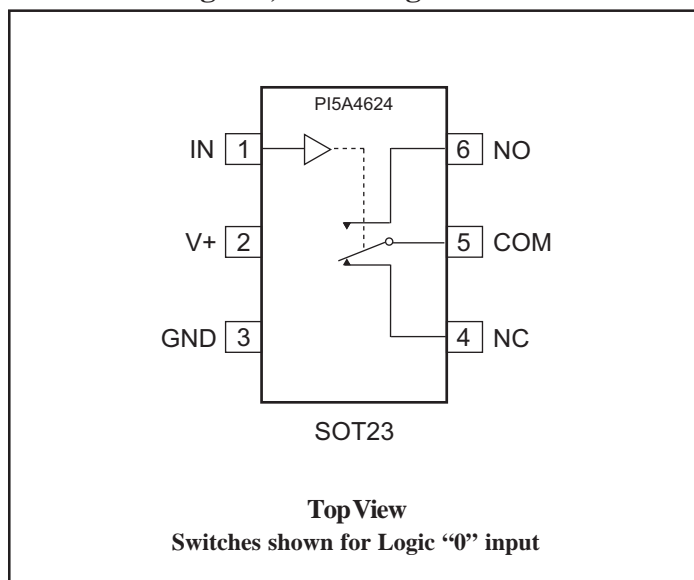 PI5A4624
IN 1
6 NO
V+ 2
5 COM
GND 3
4 NC
SOT23
Top View
Switches shown for Logic “0” input